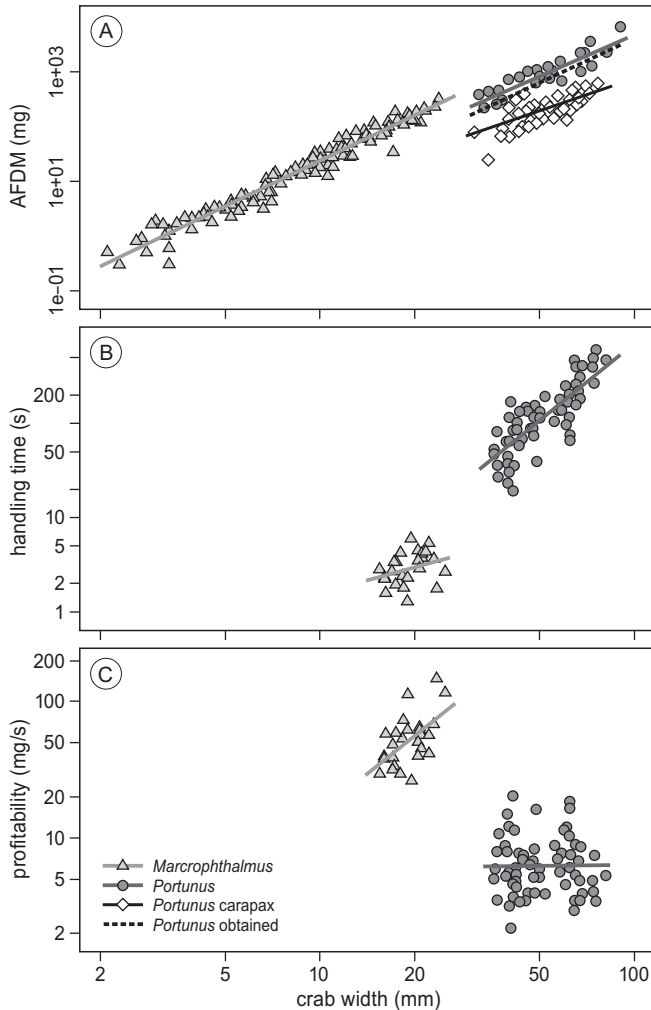 A
1e+03
1e+01
1e−01
AFDM (mg)
B
200
100
50
20
10
5
2
1
handling time (s)
C
200
100
50
20
10
5
2
profitability (mg/s)
Marcrophthalmus
Portunus
Portunus carapax
Portunus obtained
2 5 10 20 50 100
crab width (mm)